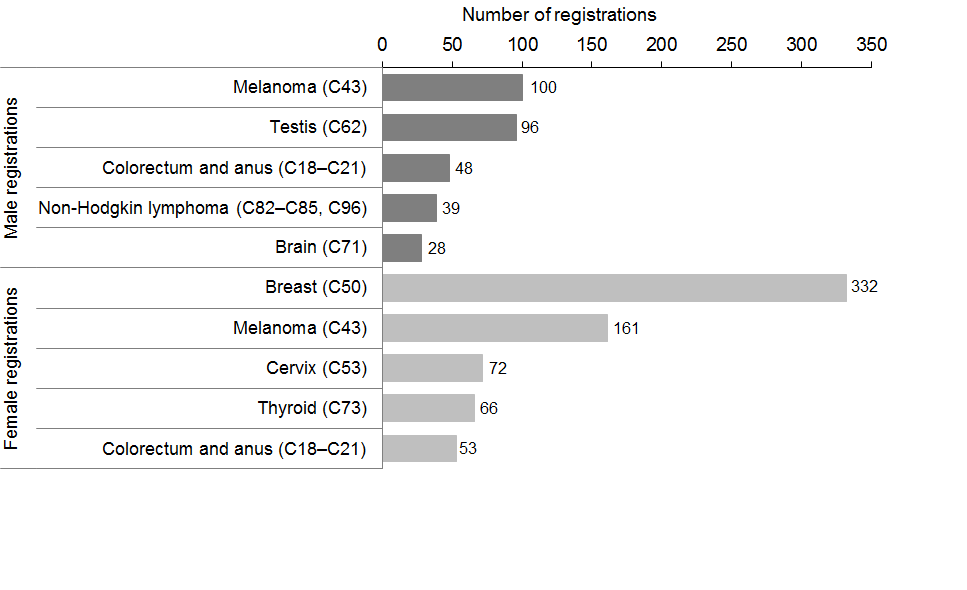 Number of registrations
0 50 100 150 200 250 300 350
Male registrations
Melanoma (C43) 100
Testis (C62) 96
Colorectum and anus (C18–C21) 48
Non-Hodgkin lymphoma (C82–C85, C96) 39
Brain (C71) 28
Female registrations
Breast (C50) 332
Melanoma (C43) 161
Cervix (C53) 72
Thyroid (C73) 66
Colorectum and anus (C18–C21) 53